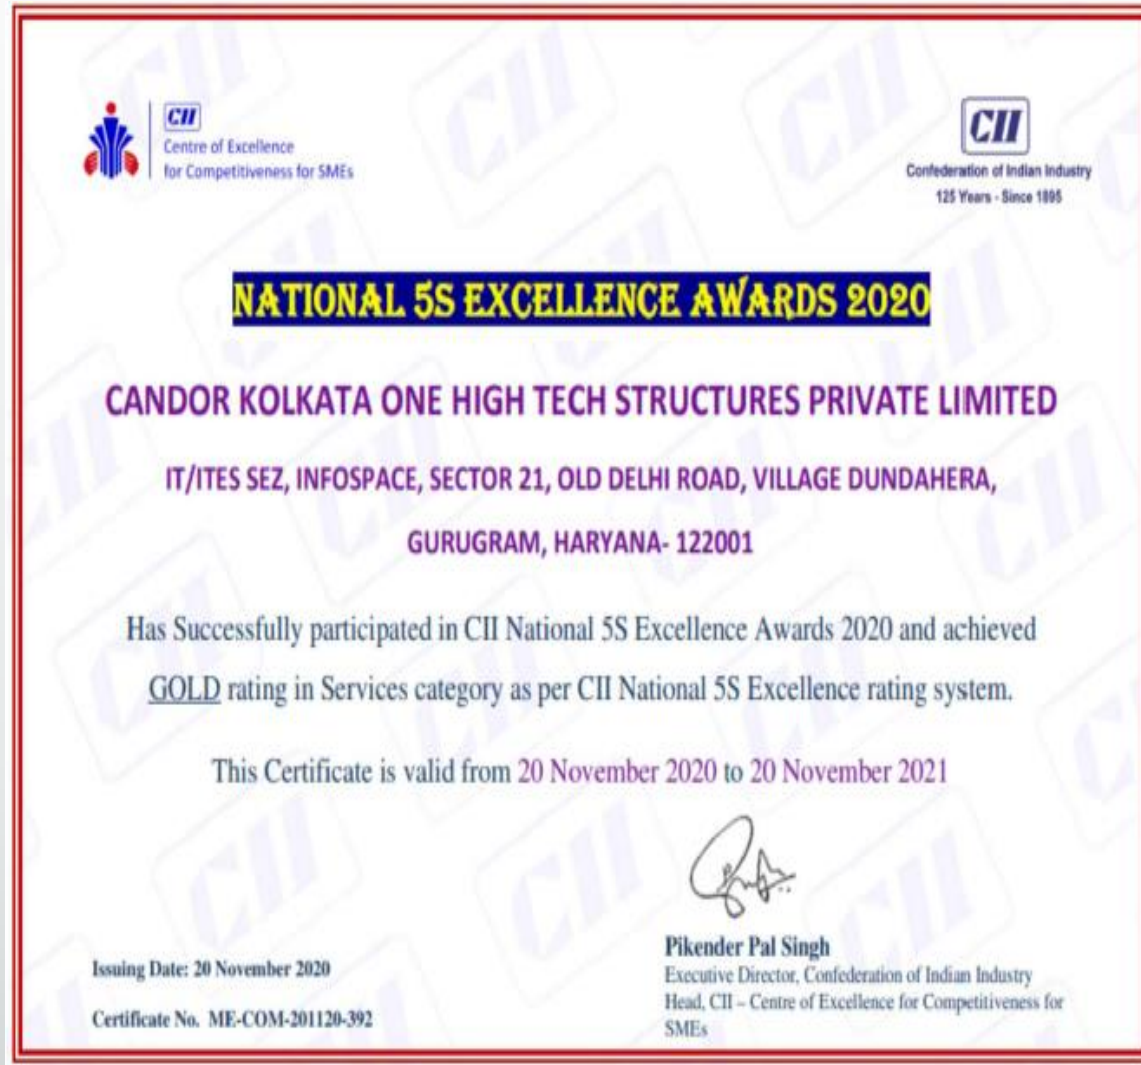 CII
Centre of Excellence
for Competitiveness for SMEs
CII
Confederation of Indian Industry
125 Years - Since 1895
NATIONAL 5S EXCELLENCE AWARDS 2020
CANDOR KOLKATA ONE HIGH TECH STRUCTURES PRIVATE LIMITED
IT/ITES SEZ, INFOSPACE, SECTOR 21, OLD DELHI ROAD, VILLAGE DUNDAHERA,
GURUGRAM, HARYANA- 122001
Has Successfully participated in CII National 5S Excellence Awards 2020 and achieved
GOLD rating in Services category as per CII National 5S Excellence rating system.
This Certificate is valid from 20 November 2020 to 20 November 2021
Pikender Pal Singh
Executive Director, Confederation of Indian Industry
Head, CII – Centre of Excellence for Competitiveness for
SMEs
Issuing Date: 20 November 2020
Certificate No. ME-COM-201120-392